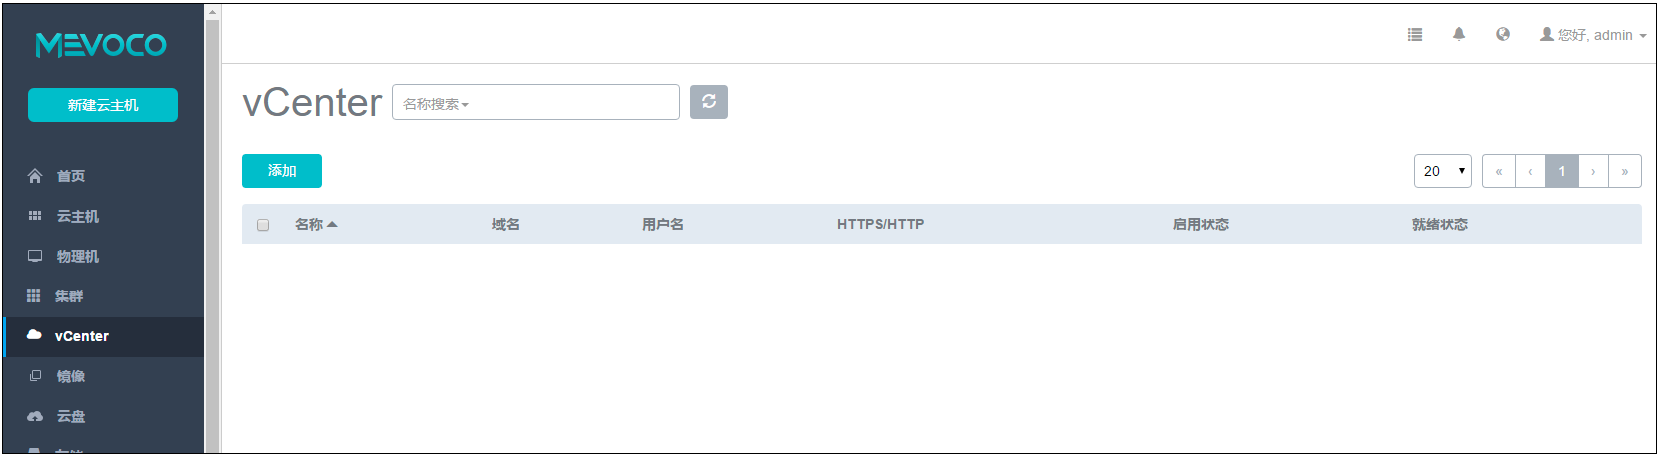 MEVOCO
新建云主机
首页
云主机
物理机
集群
vCenter
镜像
云盘
您好, admin
vCenter
名称搜索
添加
20 « ‹ 1 › »
名称 域名 用户名 HTTPS/HTTP 启用状态 就绪状态